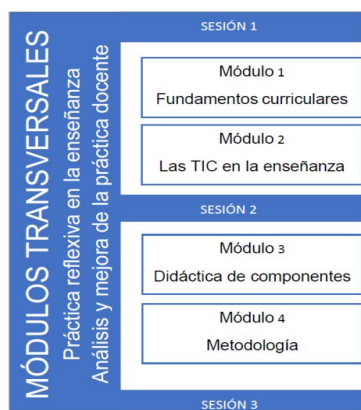 MÓDULOS TRANSVERSALES
Práctica reflexiva en la enseñanza
Análisis y mejora de la práctica docente
SESIÓN 1
Módulo 1
Fundamentos curriculares
Módulo 2
Las TIC en la enseñanza
SESIÓN 2
Módulo 3
Didáctica de componentes
Módulo 4
Metodología
SESIÓN 3